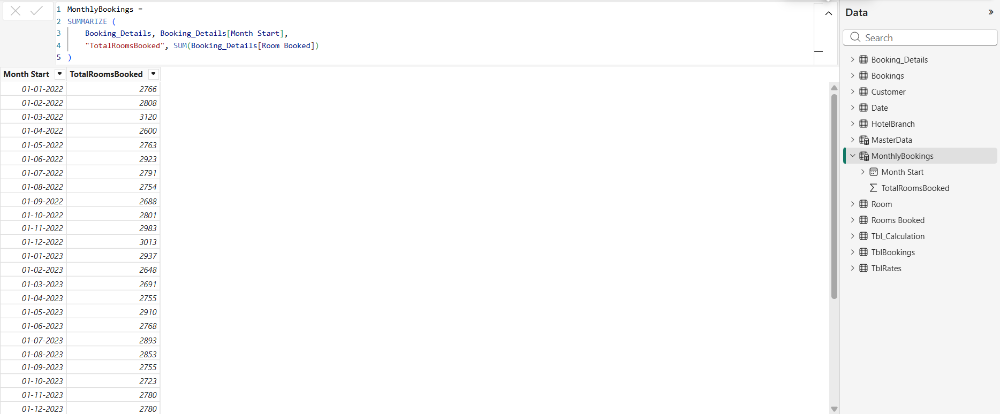 1 MonthlyBookings =
2 SUMMARIZE (
3 Booking_Details, Booking_Details[Month Start],
4 "TotalRoomsBooked", SUM(Booking_Details[Room Booked])
5 )
Month Start TotalRoomsBooked
01-01-2022 2766
01-02-2022 2808
01-03-2022 3120
01-04-2022 2600
01-05-2022 2763
01-06-2022 2923
01-07-2022 2791
01-08-2022 2754
01-09-2022 2688
01-10-2022 2801
01-11-2022 2983
01-12-2022 3013
01-01-2023 2937
01-02-2023 2648
01-03-2023 2691
01-04-2023 2755
01-05-2023 2910
01-06-2023 2768
01-07-2023 2893
01-08-2023 2853
01-09-2023 2755
01-10-2023 2723
01-11-2023 2780
01-12-2023 2780
Data
Search
Booking_Details
Bookings
Customer
Date
HotelBranch
MasterData
MonthlyBookings
Month Start
TotalRoomsBooked
Room
Rooms Booked
Tbl_Calculation
TblBookings
TblRates